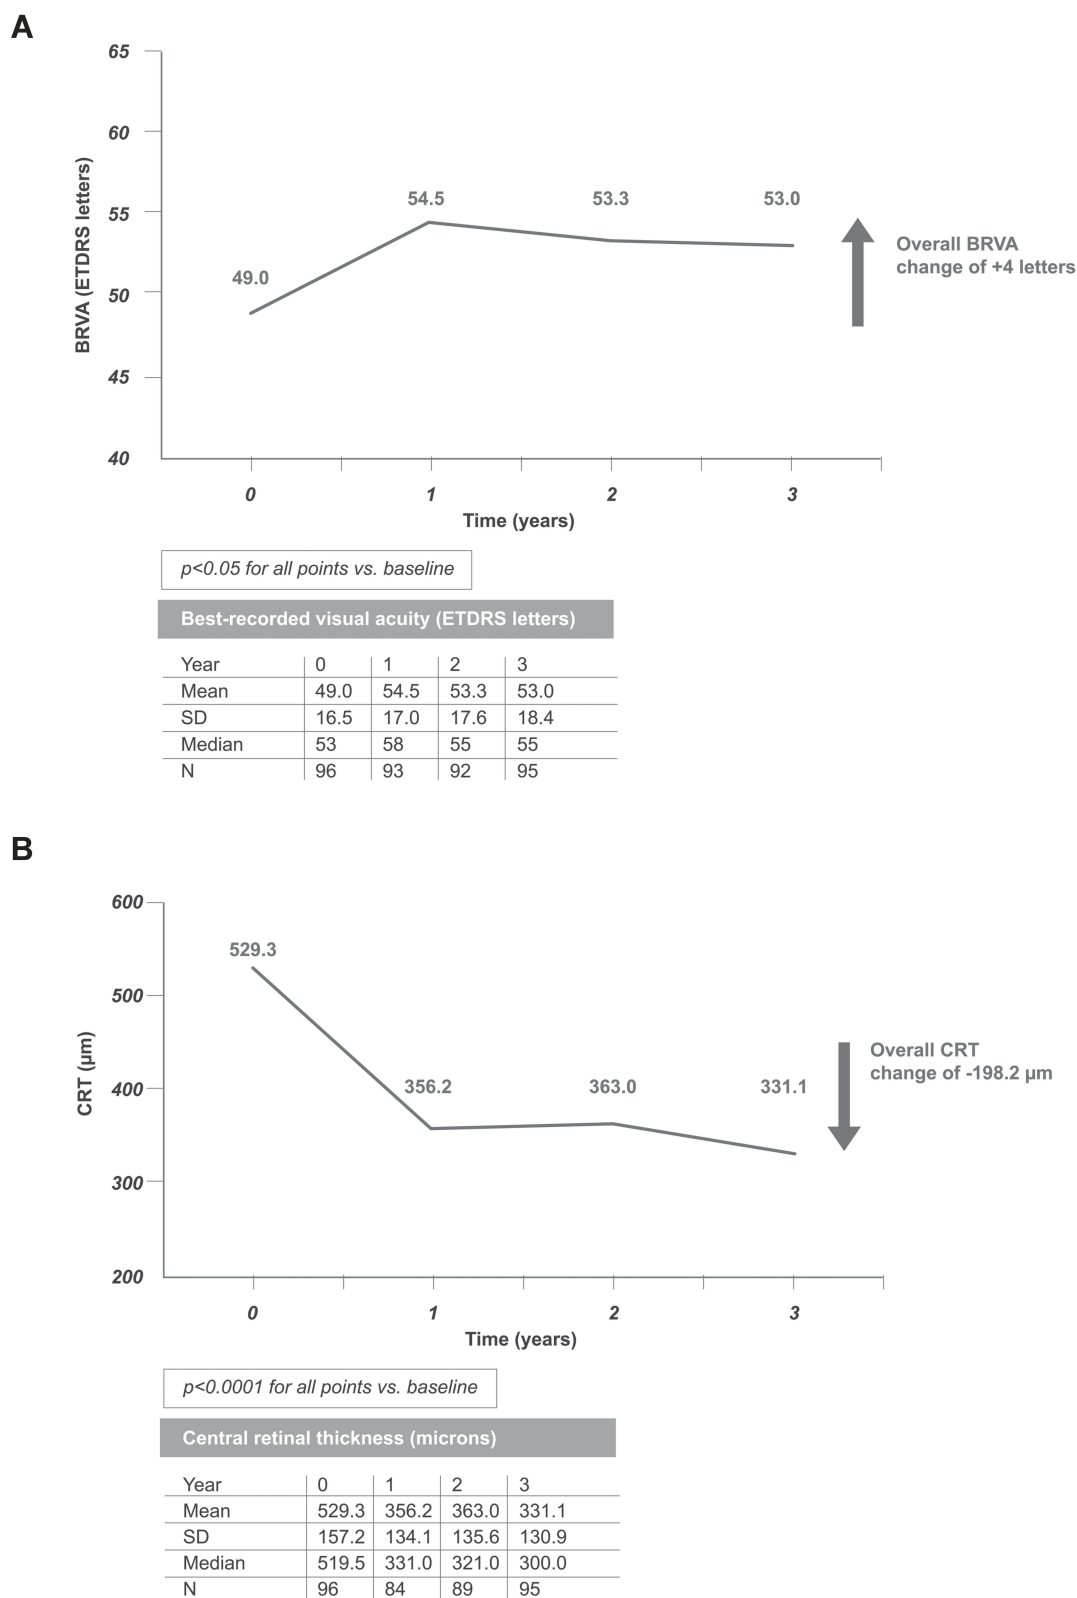 A
65
60
55
50
45
40
BRVA (ETDRS letters)
49.0
54.5
53.3
53.0
Overall BRVA
change of +4 letters
0 1 2 3
Time (years)
p<0.05 for all points vs. baseline
Best-recorded visual acuity (ETDRS letters)
Year 0 1 2 3
Mean 49.0 54.5 53.3 53.0
SD 16.5 17.0 17.6 18.4
Median 53 58 55 55
N 96 93 92 95
B
600
500
400
300
200
CRT (µm)
529.3
356.2
363.0
331.1
Overall CRT
change of -198.2 µm
0 1 2 3
Time (years)
p<0.0001 for all points vs. baseline
Central retinal thickness (microns)
Year 0 1 2 3
Mean 529.3 356.2 363.0 331.1
SD 157.2 134.1 135.6 130.9
Median 519.5 331.0 321.0 300.0
N 96 84 89 95